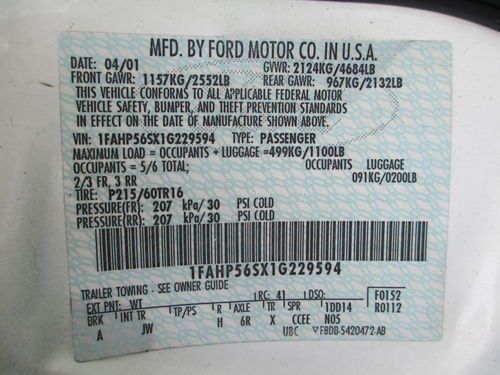 MFD. BY FORD MOTOR CO. IN U.S.A.
DATE: 04/01 GVWR: 2124KG/4684LB
FRONT GAWR: 1157KG/2552LB REAR GAWR: 967KG/2132LB
THIS VEHICLE CONFORMS TO ALL APPLICABLE FEDERAL MOTOR
VEHICLE SAFETY, BUMPER, AND THEFT PREVENTION STANDARDS
IN EFFECT ON THE DATE OF MANUFACTURE SHOWN ABOVE.
VIN: 1FAHP56SX1G229594 TYPE: PASSENGER
MAXIMUM LOAD = OCCUPANTS + LUGGAGE =499KG/1100LB
OCCUPANTS = 5/6 TOTAL; OCCUPANTS LUGGAGE
2/3 FR, 3 RR 091KG/0200LB
TIRE: P215/60TR16
PRESSURE(FR): 207 kPa/ 30 PSI COLD
PRESSURE(RR): 207 kPa/ 30 PSI COLD
1FAHP56SX1G229594
TRAILER TOWING - SEE OWNER GUIDE
EXT PNT: WT RC: 41 DSO: F0152
BRK INT TR TP/PS R AXLE TR SPR 1DD14 R0112
A JW H 6R X CCEE N05
UBC ▽F8DB-5420472-AB